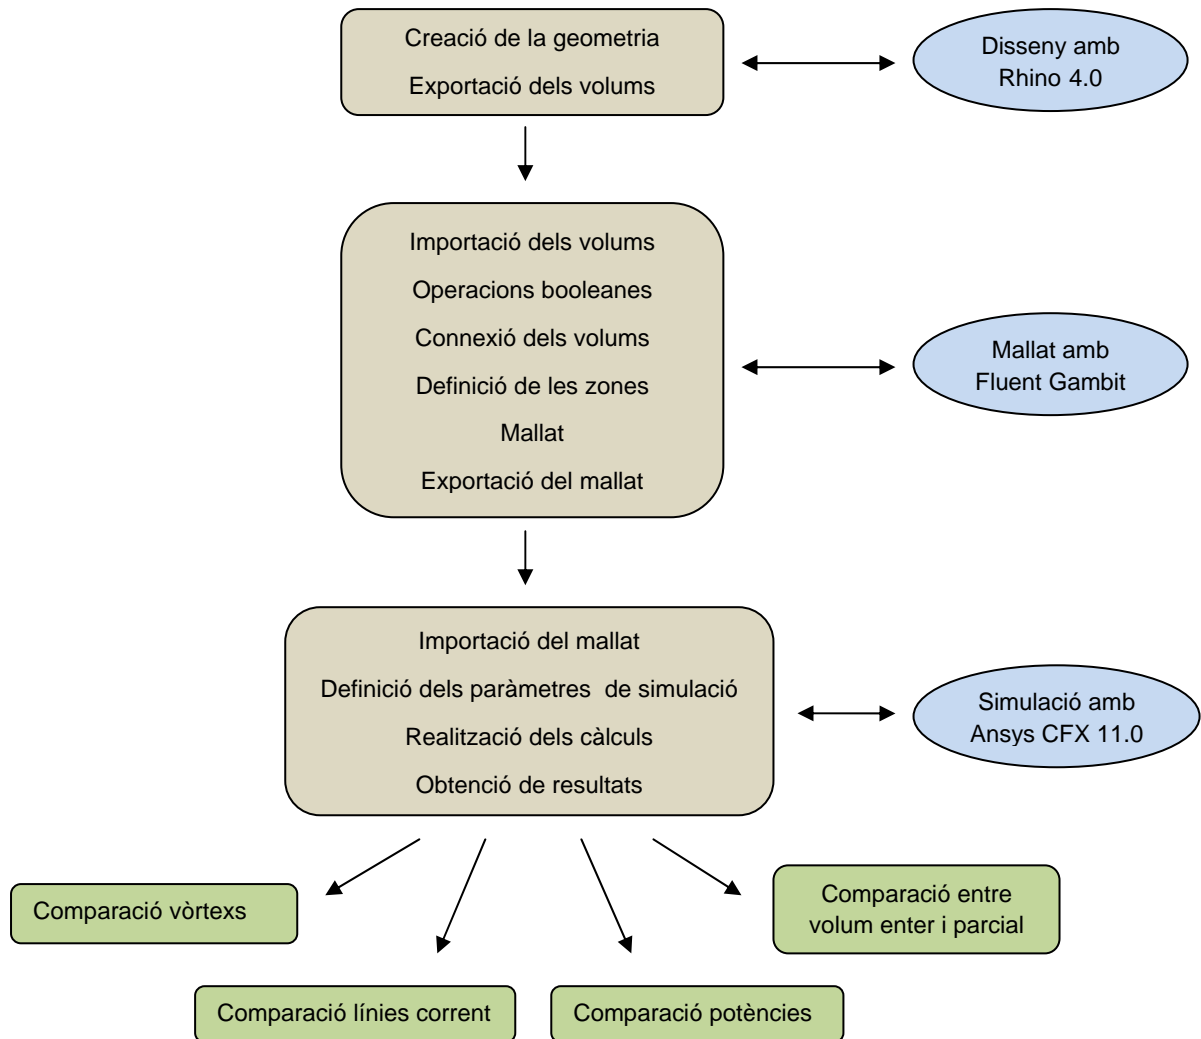 Creació de la geometria
Exportació dels volums
Disseny amb
Rhino 4.0
Importació dels volums
Operacions booleanes
Connexió dels volums
Definició de les zones
Mallat
Exportació del mallat
Mallat amb
Fluent Gambit
Importació del mallat
Definició dels paràmetres de simulació
Realització dels càlculs
Obtenció de resultats
Simulació amb
Ansys CFX 11.0
Comparació vòrtexs
Comparació línies corrent
Comparació potències
Comparació entre
volum enter i parcial